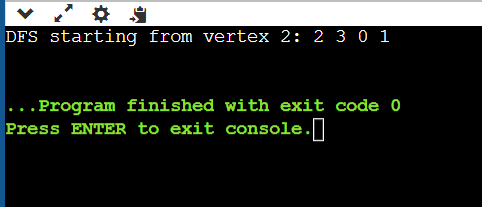 DFS starting from vertex 2: 2 3 0 1
...Program finished with exit code 0
Press ENTER to exit console.